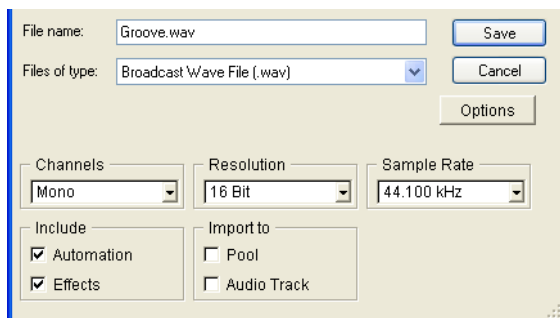 File name: Groove.wav Save
Files of type: Broadcast Wave File (.wav) Cancel
Options
Channels Resolution Sample Rate
Mono 16 Bit 44.100 kHz
Include Import to
Automation Pool
Effects Audio Track